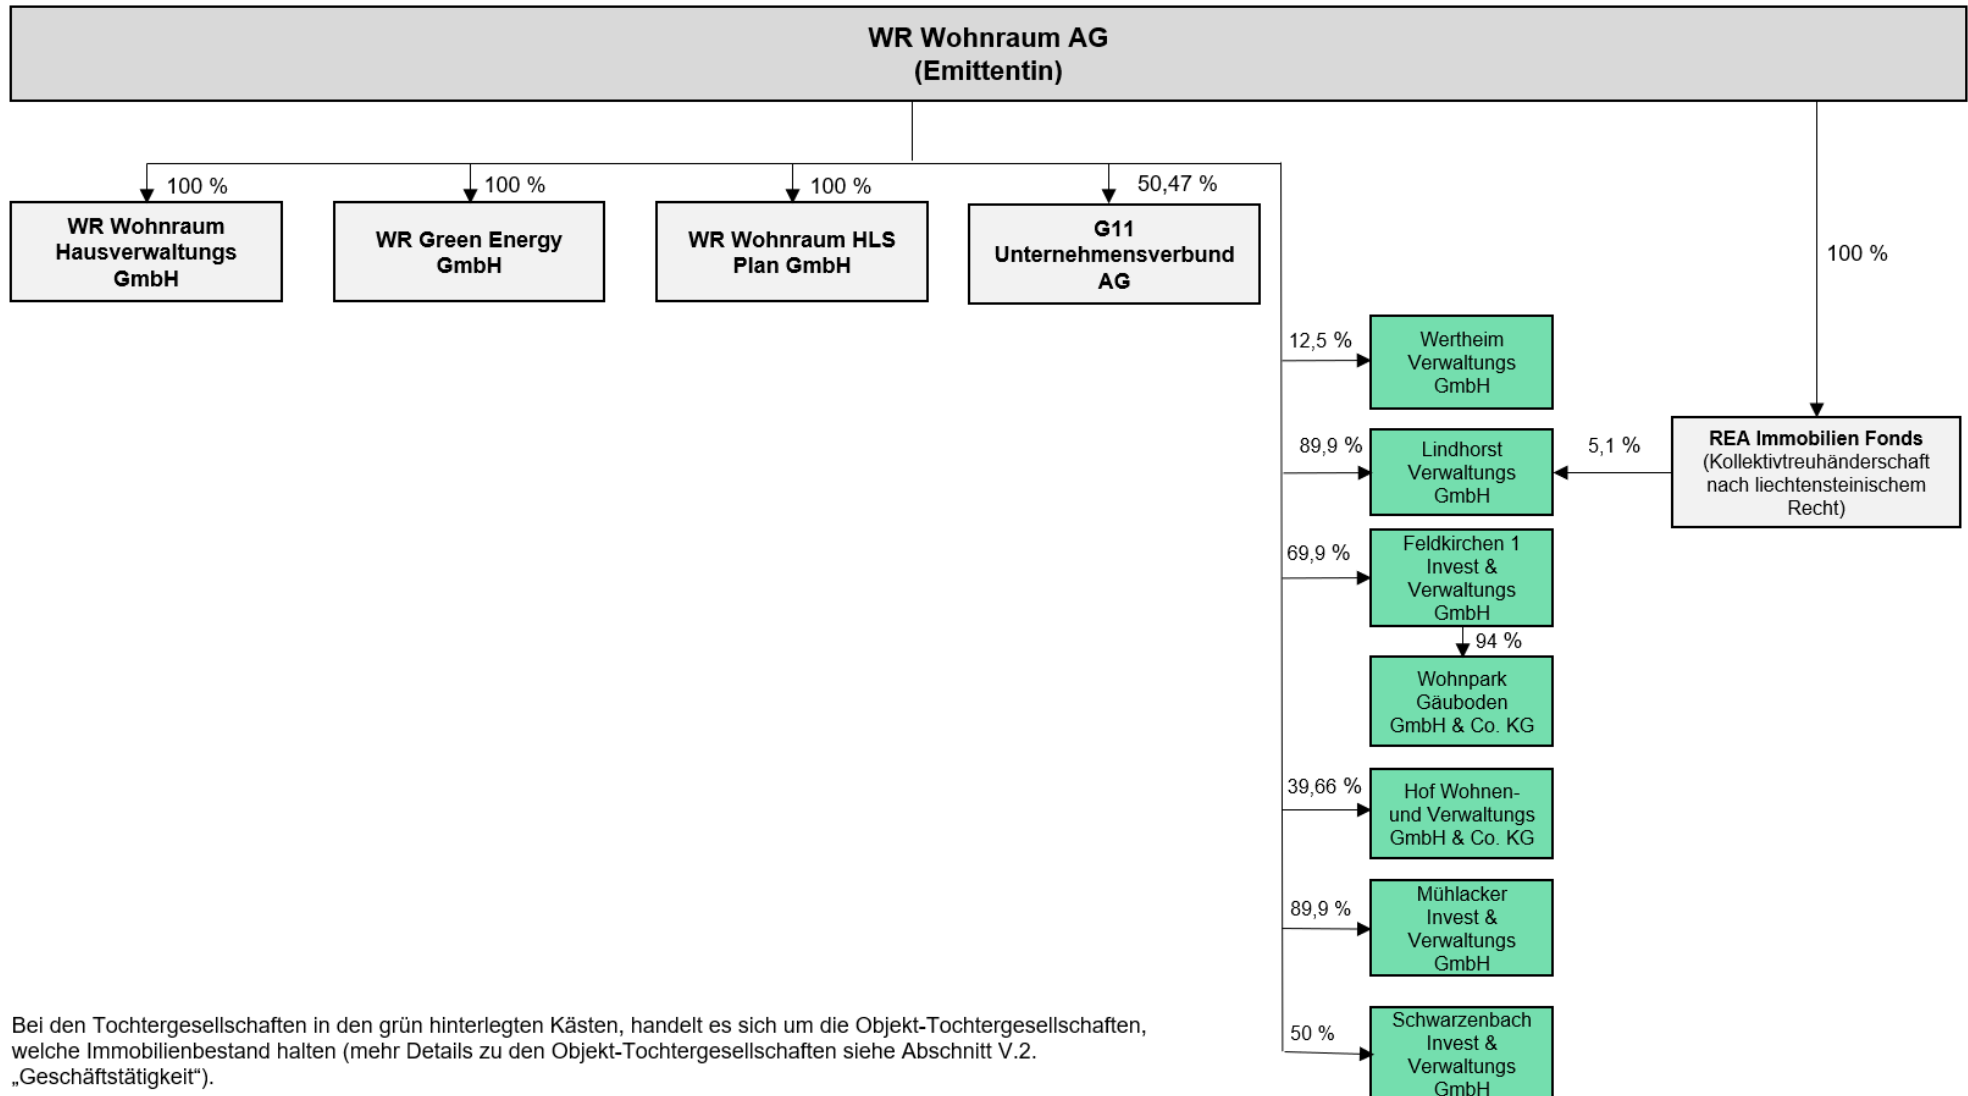 WR Wohnraum AG
(Emittentin)
100 %
100 %
100 %
50,47 %
WR Wohnraum
Hausverwaltungs
GmbH
WR Green Energy
GmbH
WR Wohnraum HLS
Plan GmbH
G11
Unternehmensverbund
AG
100 %
12,5 %
Wertheim
Verwaltungs
GmbH
89,9 %
Lindhorst
Verwaltungs
GmbH
5,1 %
REA Immobilien Fonds
(Kollektivtreuhänderschaft
nach liechtensteinischem
Recht)
69,9 %
Feldkirchen 1
Invest &
Verwaltungs
GmbH
94 %
Wohnpark
Gäuboden
GmbH & Co. KG
39,66 %
Hof Wohnen-
und Verwaltungs
GmbH & Co. KG
89,9 %
Mühlacker
Invest &
Verwaltungs
GmbH
50 %
Schwarzenbach
Invest &
Verwaltungs
GmbH
Bei den Tochtergesellschaften in den grün hinterlegten Kästen, handelt es sich um die Objekt-Tochtergesellschaften,
welche Immobilienbestand halten (mehr Details zu den Objekt-Tochtergesellschaften siehe Abschnitt V.2.
„Geschäftstätigkeit“).